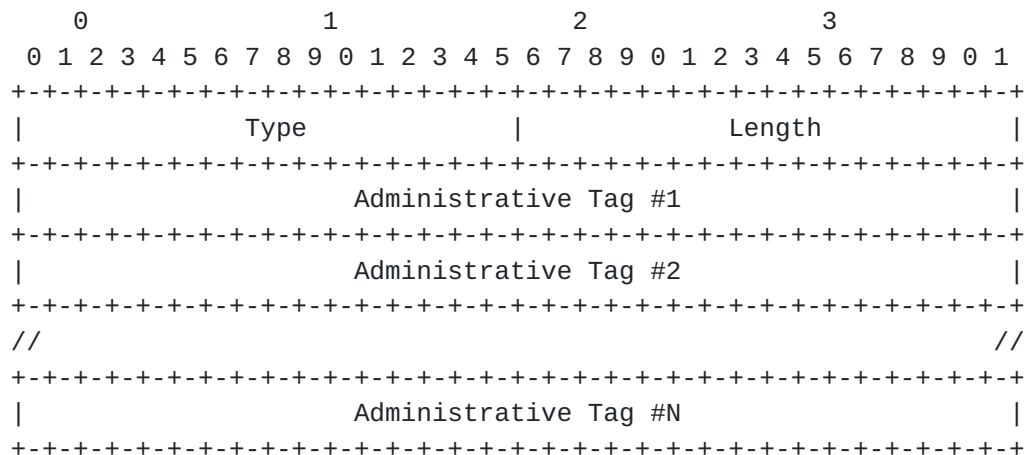 0                   1                   2                   3
 0 1 2 3 4 5 6 7 8 9 0 1 2 3 4 5 6 7 8 9 0 1 2 3 4 5 6 7 8 9 0 1
+-+-+-+-+-+-+-+-+-+-+-+-+-+-+-+-+-+-+-+-+-+-+-+-+-+-+-+-+-+-+-+-+
|              Type             |             Length            |
+-+-+-+-+-+-+-+-+-+-+-+-+-+-+-+-+-+-+-+-+-+-+-+-+-+-+-+-+-+-+-+-+
|                     Administrative Tag #1                     |
+-+-+-+-+-+-+-+-+-+-+-+-+-+-+-+-+-+-+-+-+-+-+-+-+-+-+-+-+-+-+-+-+
|                     Administrative Tag #2                     |
+-+-+-+-+-+-+-+-+-+-+-+-+-+-+-+-+-+-+-+-+-+-+-+-+-+-+-+-+-+-+-+-+
//                                                             //
+-+-+-+-+-+-+-+-+-+-+-+-+-+-+-+-+-+-+-+-+-+-+-+-+-+-+-+-+-+-+-+-+
|                     Administrative Tag #N                     |
+-+-+-+-+-+-+-+-+-+-+-+-+-+-+-+-+-+-+-+-+-+-+-+-+-+-+-+-+-+-+-+-+